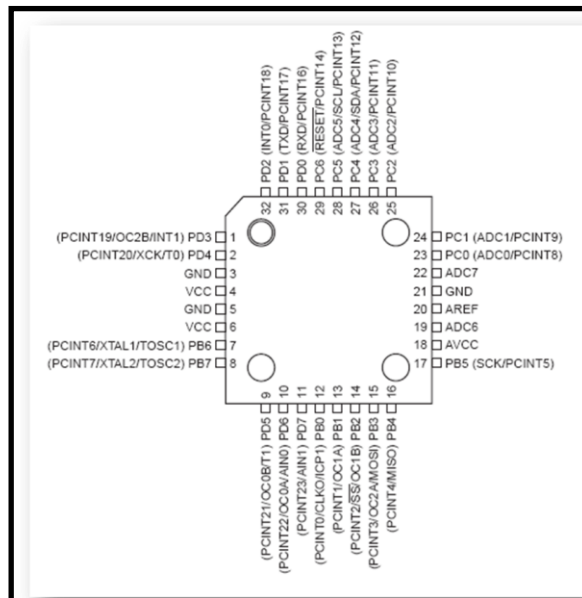 PD2 (INT0/PCINT18)
PD1 (TXD/PCINT17)
PD0 (RXD/PCINT16)
PC6 (RESET/PCINT14)
PC5 (ADC5/SCL/PCINT13)
PC4 (ADC4/SDA/PCINT12)
PC3 (ADC3/PCINT11)
PC2 (ADC2/PCINT10)
32 31 30 29 28 27 26 25
(PCINT19/OC2B/INT1) PD3 1
(PCINT20/XCK/T0) PD4 2
GND 3
VCC 4
GND 5
VCC 6
(PCINT6/XTAL1/TOSC1) PB6 7
(PCINT7/XTAL2/TOSC2) PB7 8
24 PC1 (ADC1/PCINT9)
23 PC0 (ADC0/PCINT8)
22 ADC7
21 GND
20 AREF
19 ADC6
18 AVCC
17 PB5 (SCK/PCINT5)
9 10 11 12 13 14 15 16
(PCINT21/OC0B/T1) PD5
(PCINT22/OC0A/AIN0) PD6
(PCINT23/AIN1) PD7
(PCINT0/CLKO/ICP1) PB0
(PCINT1/OC1A) PB1
(PCINT2/SS/OC1B) PB2
(PCINT3/OC2A/MOSI) PB3
(PCINT4/MISO) PB4